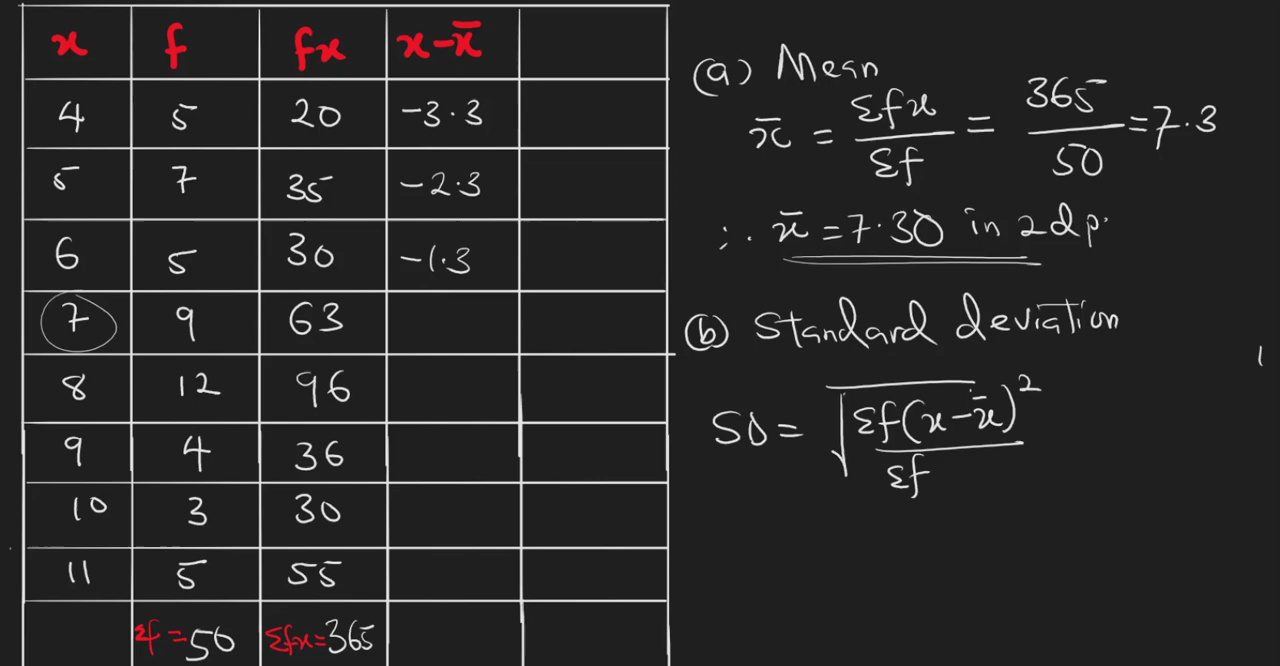 x f fx x-x̄
4 5 20 -3.3
5 7 35 -2.3
6 5 30 -1.3
7 9 63
8 12 96
9 4 36
10 3 30
11 5 55
Σf=50 Σfx=365
(a) Mean
x̄ = Σfx/Σf = 365/50 = 7.3
∴ x̄ = 7.30 in 2dp.
(b) Standard deviation
SD = √(Σf(x-x̄)²/Σf)